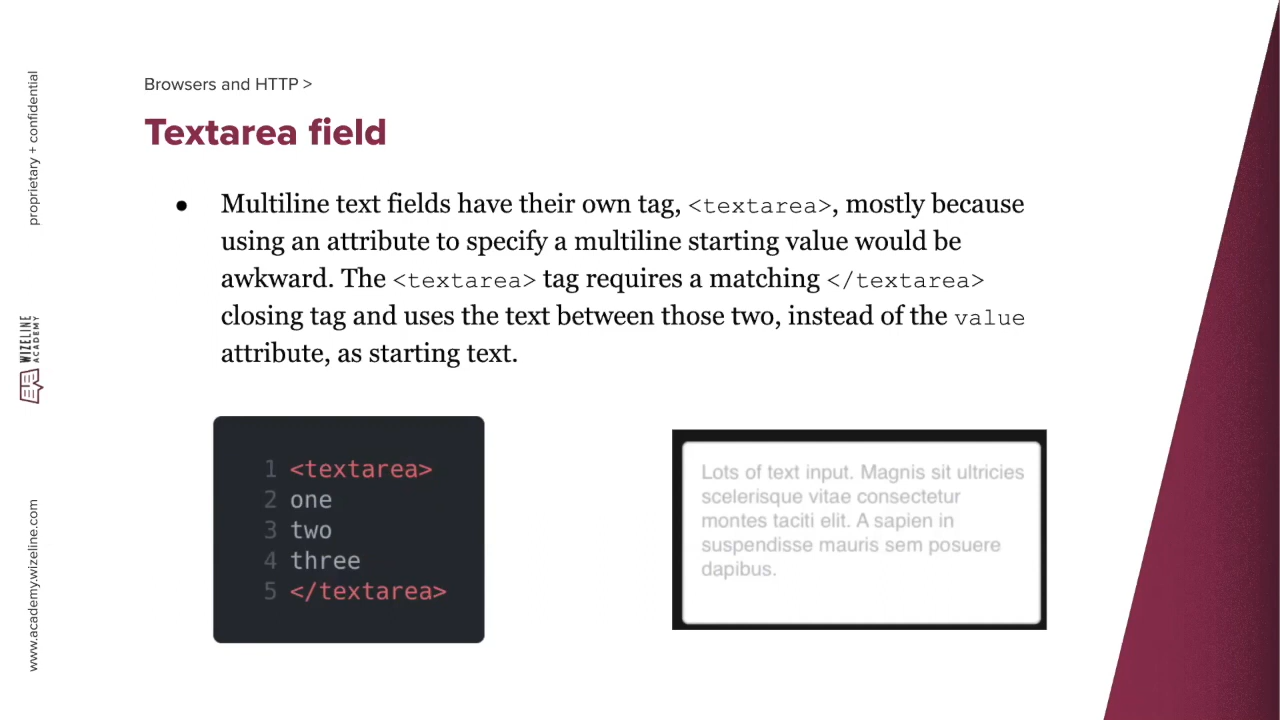 Browsers and HTTP >
Textarea field
● Multiline text fields have their own tag, <textarea>, mostly because
using an attribute to specify a multiline starting value would be
awkward. The <textarea> tag requires a matching </textarea>
closing tag and uses the text between those two, instead of the value
attribute, as starting text.
1 <textarea>
2 one
3 two
4 three
5 </textarea>
Lots of text input. Magnis sit ultricies
scelerisque vitae consectetur
montes taciti elit. A sapien in
suspendisse mauris sem posuere
dapibus.
proprietary + confidential
WIZELINE
ACADEMY
www.academy.wizeline.com